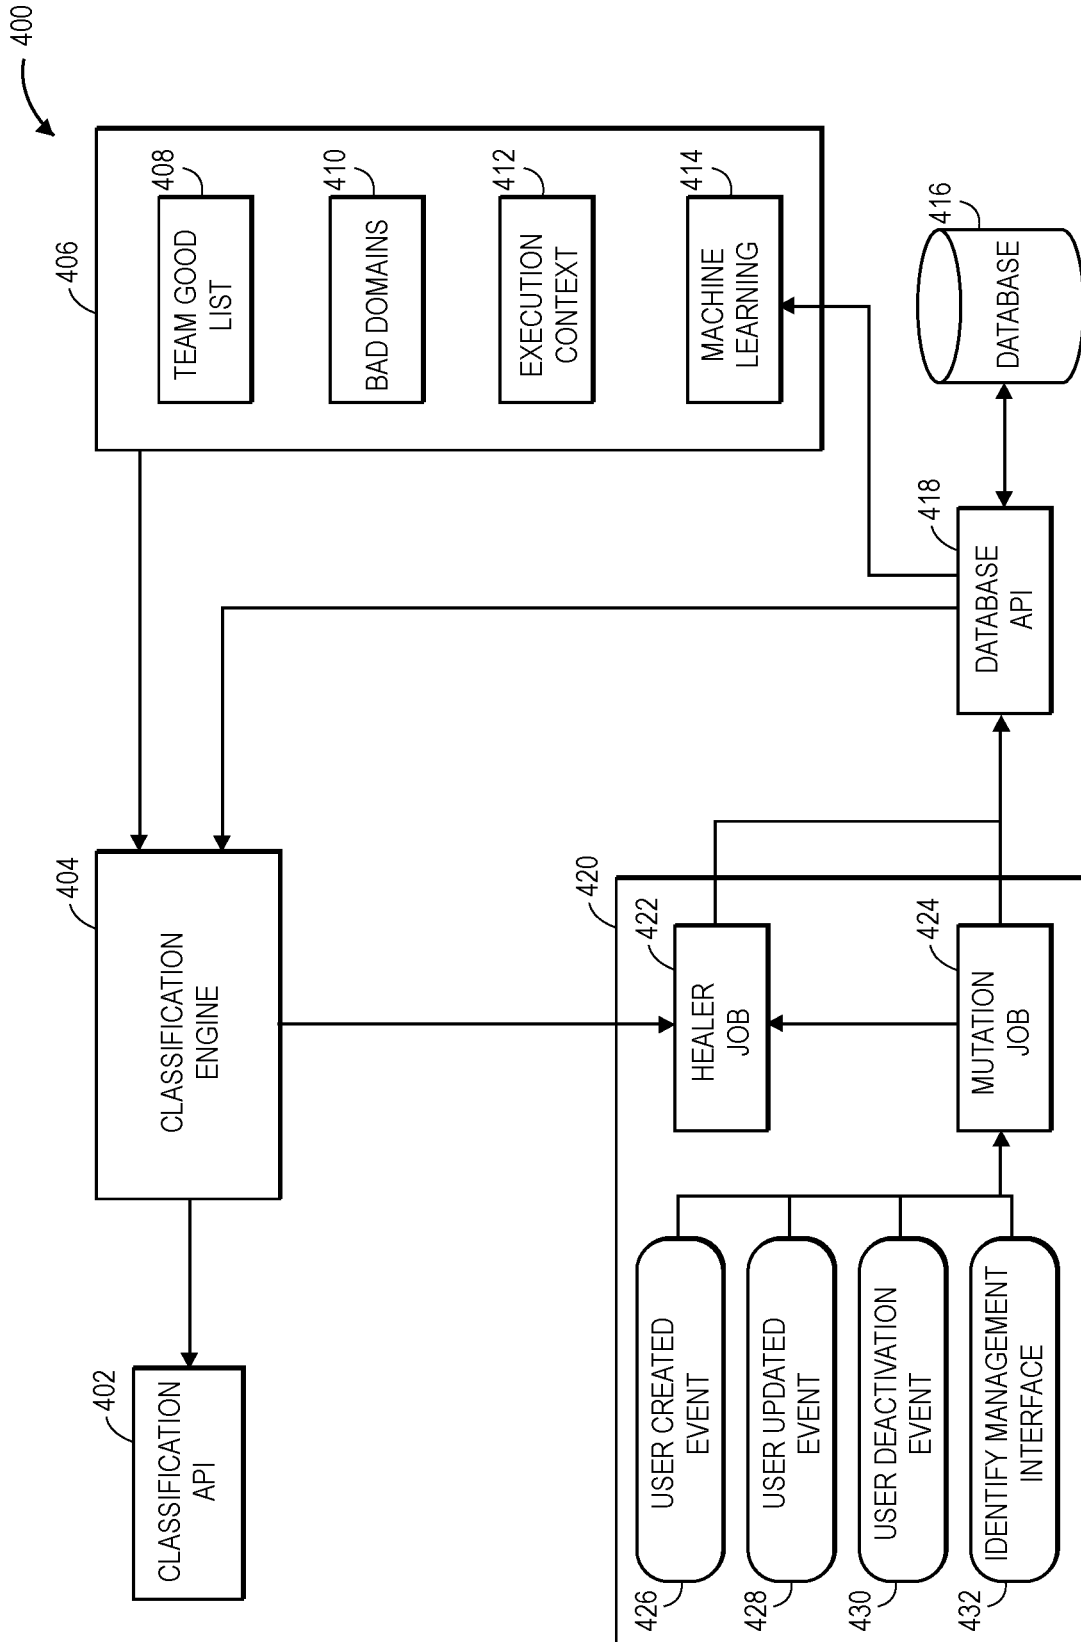 400
406
TEAM GOOD
LIST
408
BAD DOMAINS
410
EXECUTION
CONTEXT
412
MACHINE
LEARNING
414
DATABASE
416
DATABASE
API
418
CLASSIFICATION
ENGINE
404
CLASSIFICATION
API
402
420
HEALER
JOB
422
MUTATION
JOB
424
USER CREATED
EVENT
426
USER UPDATED
EVENT
428
USER DEACTIVATION
EVENT
430
IDENTIFY MANAGEMENT
INTERFACE
432